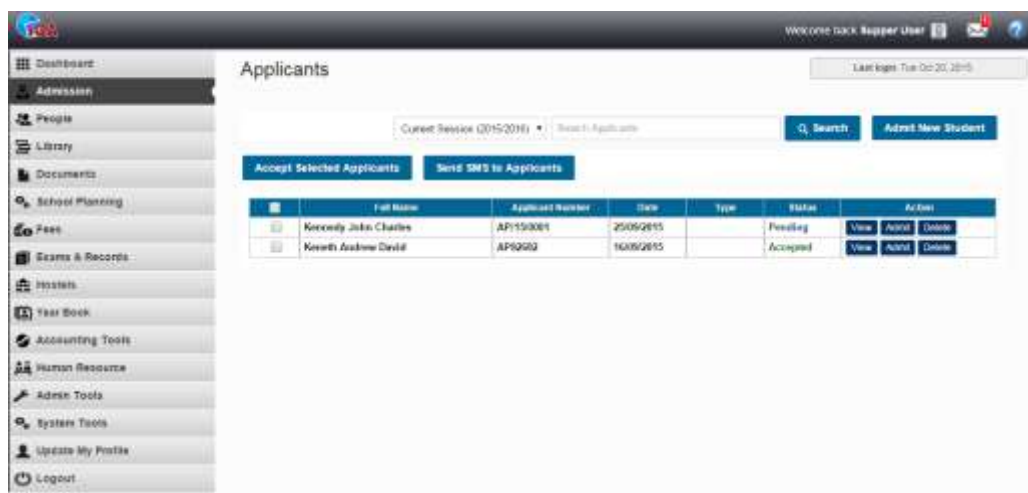 Welcome back Supper User
Dashboard
Applicants
Last login: Tue Oct 20, 2015
Admission
People
Current Session (2015/2016)
Search Applicants
Search
Admit New Student
Library
Documents
Accept Selected Applicants
Send SMS to Applicants
School Planning
Full Name Applicant Number Date Type Status Action
Fees
Kennedy John Charles 25/09/2015 Pending View Admit Delete
Exams & Records
Keneth Andrew David 16/09/2015 Accepted View Admit Delete
Hostels
Year Book
Accounting Tools
Human Resource
Admin Tools
System Tools
Update My Profile
Logout